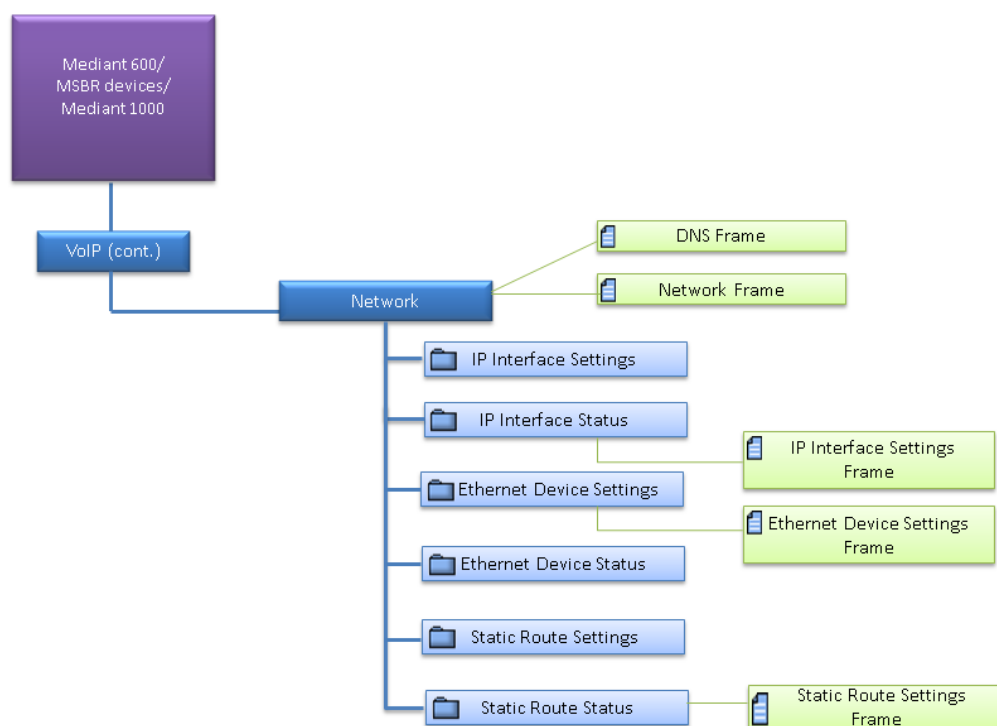 Mediant 600/
MSBR devices/
Mediant 1000
VoIP (cont.)
DNS Frame
Network Frame
Network
IP Interface Settings
IP Interface Status
IP Interface Settings
Frame
Ethernet Device Settings
Ethernet Device Settings
Frame
Ethernet Device Status
Static Route Settings
Static Route Status
Static Route Settings
Frame